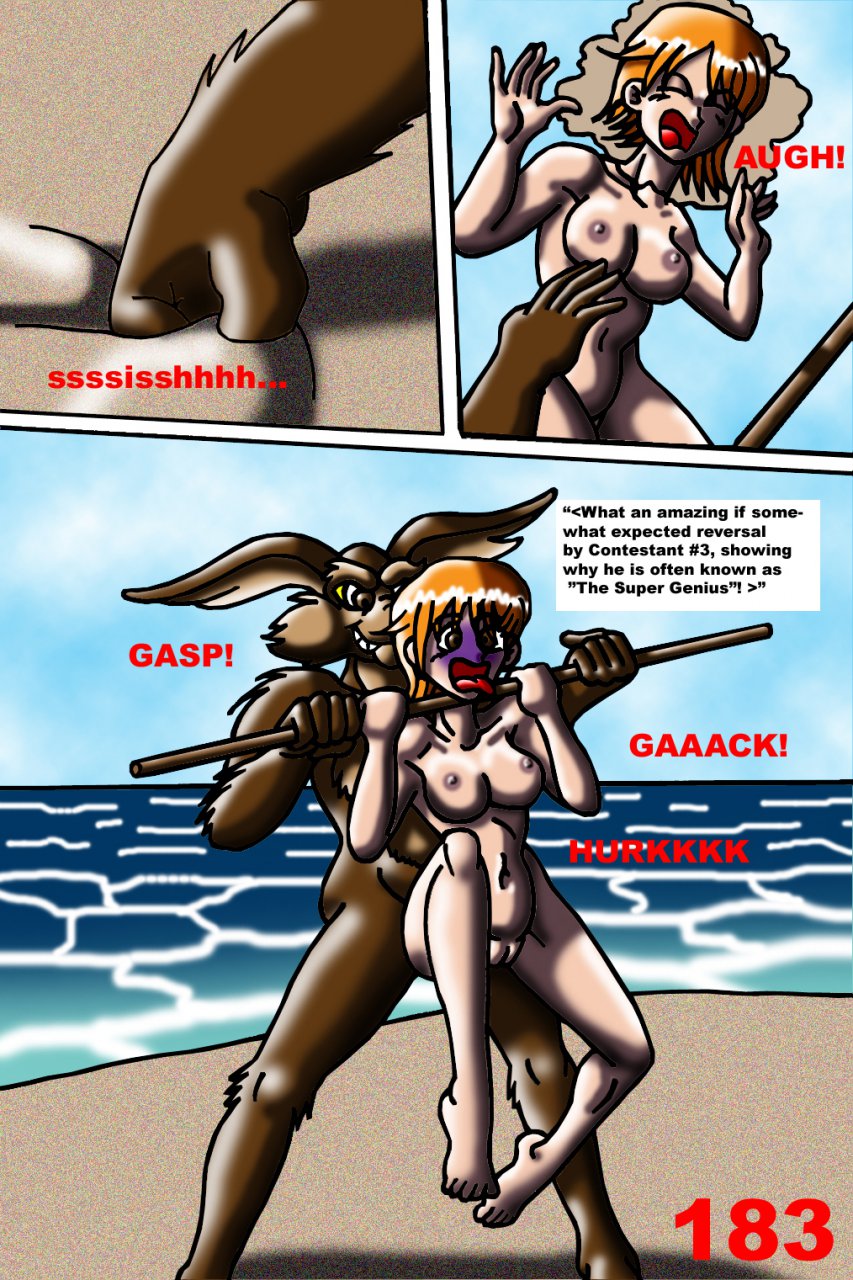 ssssisshhhh...
AUGH!
“<What an amazing if some-
what expected reversal
by Contestant #3, showing
why he is often known as
”The Super Genius”! >”
GASP!
GAAACK!
HURKKKK
183